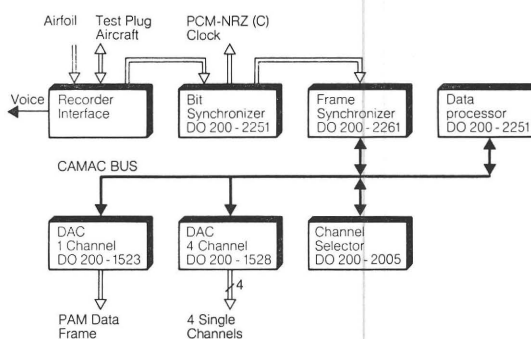 Airfoil
Test Plug
Aircraft
PCM-NRZ (C)
Clock
Voice
Recorder
Interface
Bit
Synchronizer
DO 200 - 2251
Frame
Synchronizer
DO 200 - 2261
Data
processor
DO 200 - 2251
CAMAC BUS
DAC
1 Channel
DO 200 - 1523
DAC
4 Channel
DO 200 - 1528
Channel
Selector
DO 200 - 2005
4
PAM Data
Frame
4 Single
Channels